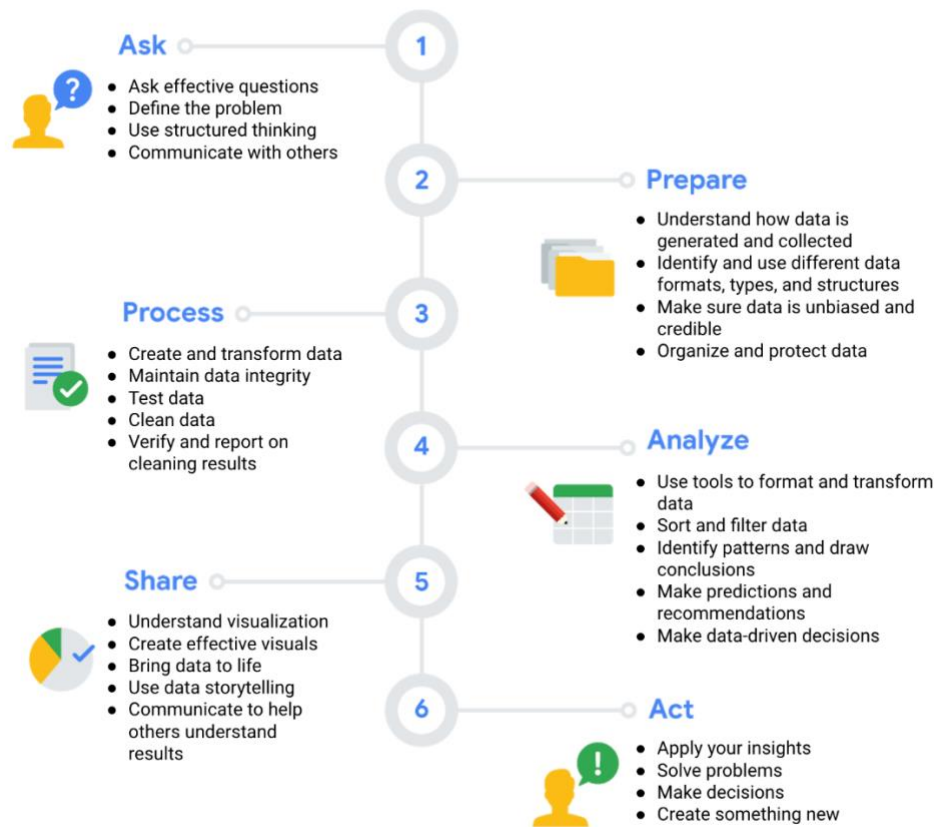 Ask
1
● Ask effective questions
● Define the problem
● Use structured thinking
● Communicate with others
?
2
Prepare
● Understand how data is
generated and collected
● Identify and use different data
formats, types, and structures
● Make sure data is unbiased and
credible
● Organize and protect data
Process
3
● Create and transform data
● Maintain data integrity
● Test data
● Clean data
● Verify and report on
cleaning results
4
Analyze
● Use tools to format and transform
data
● Sort and filter data
● Identify patterns and draw
conclusions
● Make predictions and
recommendations
● Make data-driven decisions
Share
5
● Understand visualization
● Create effective visuals
● Bring data to life
● Use data storytelling
● Communicate to help
others understand
results
6
Act
● Apply your insights
● Solve problems
● Make decisions
● Create something new
!